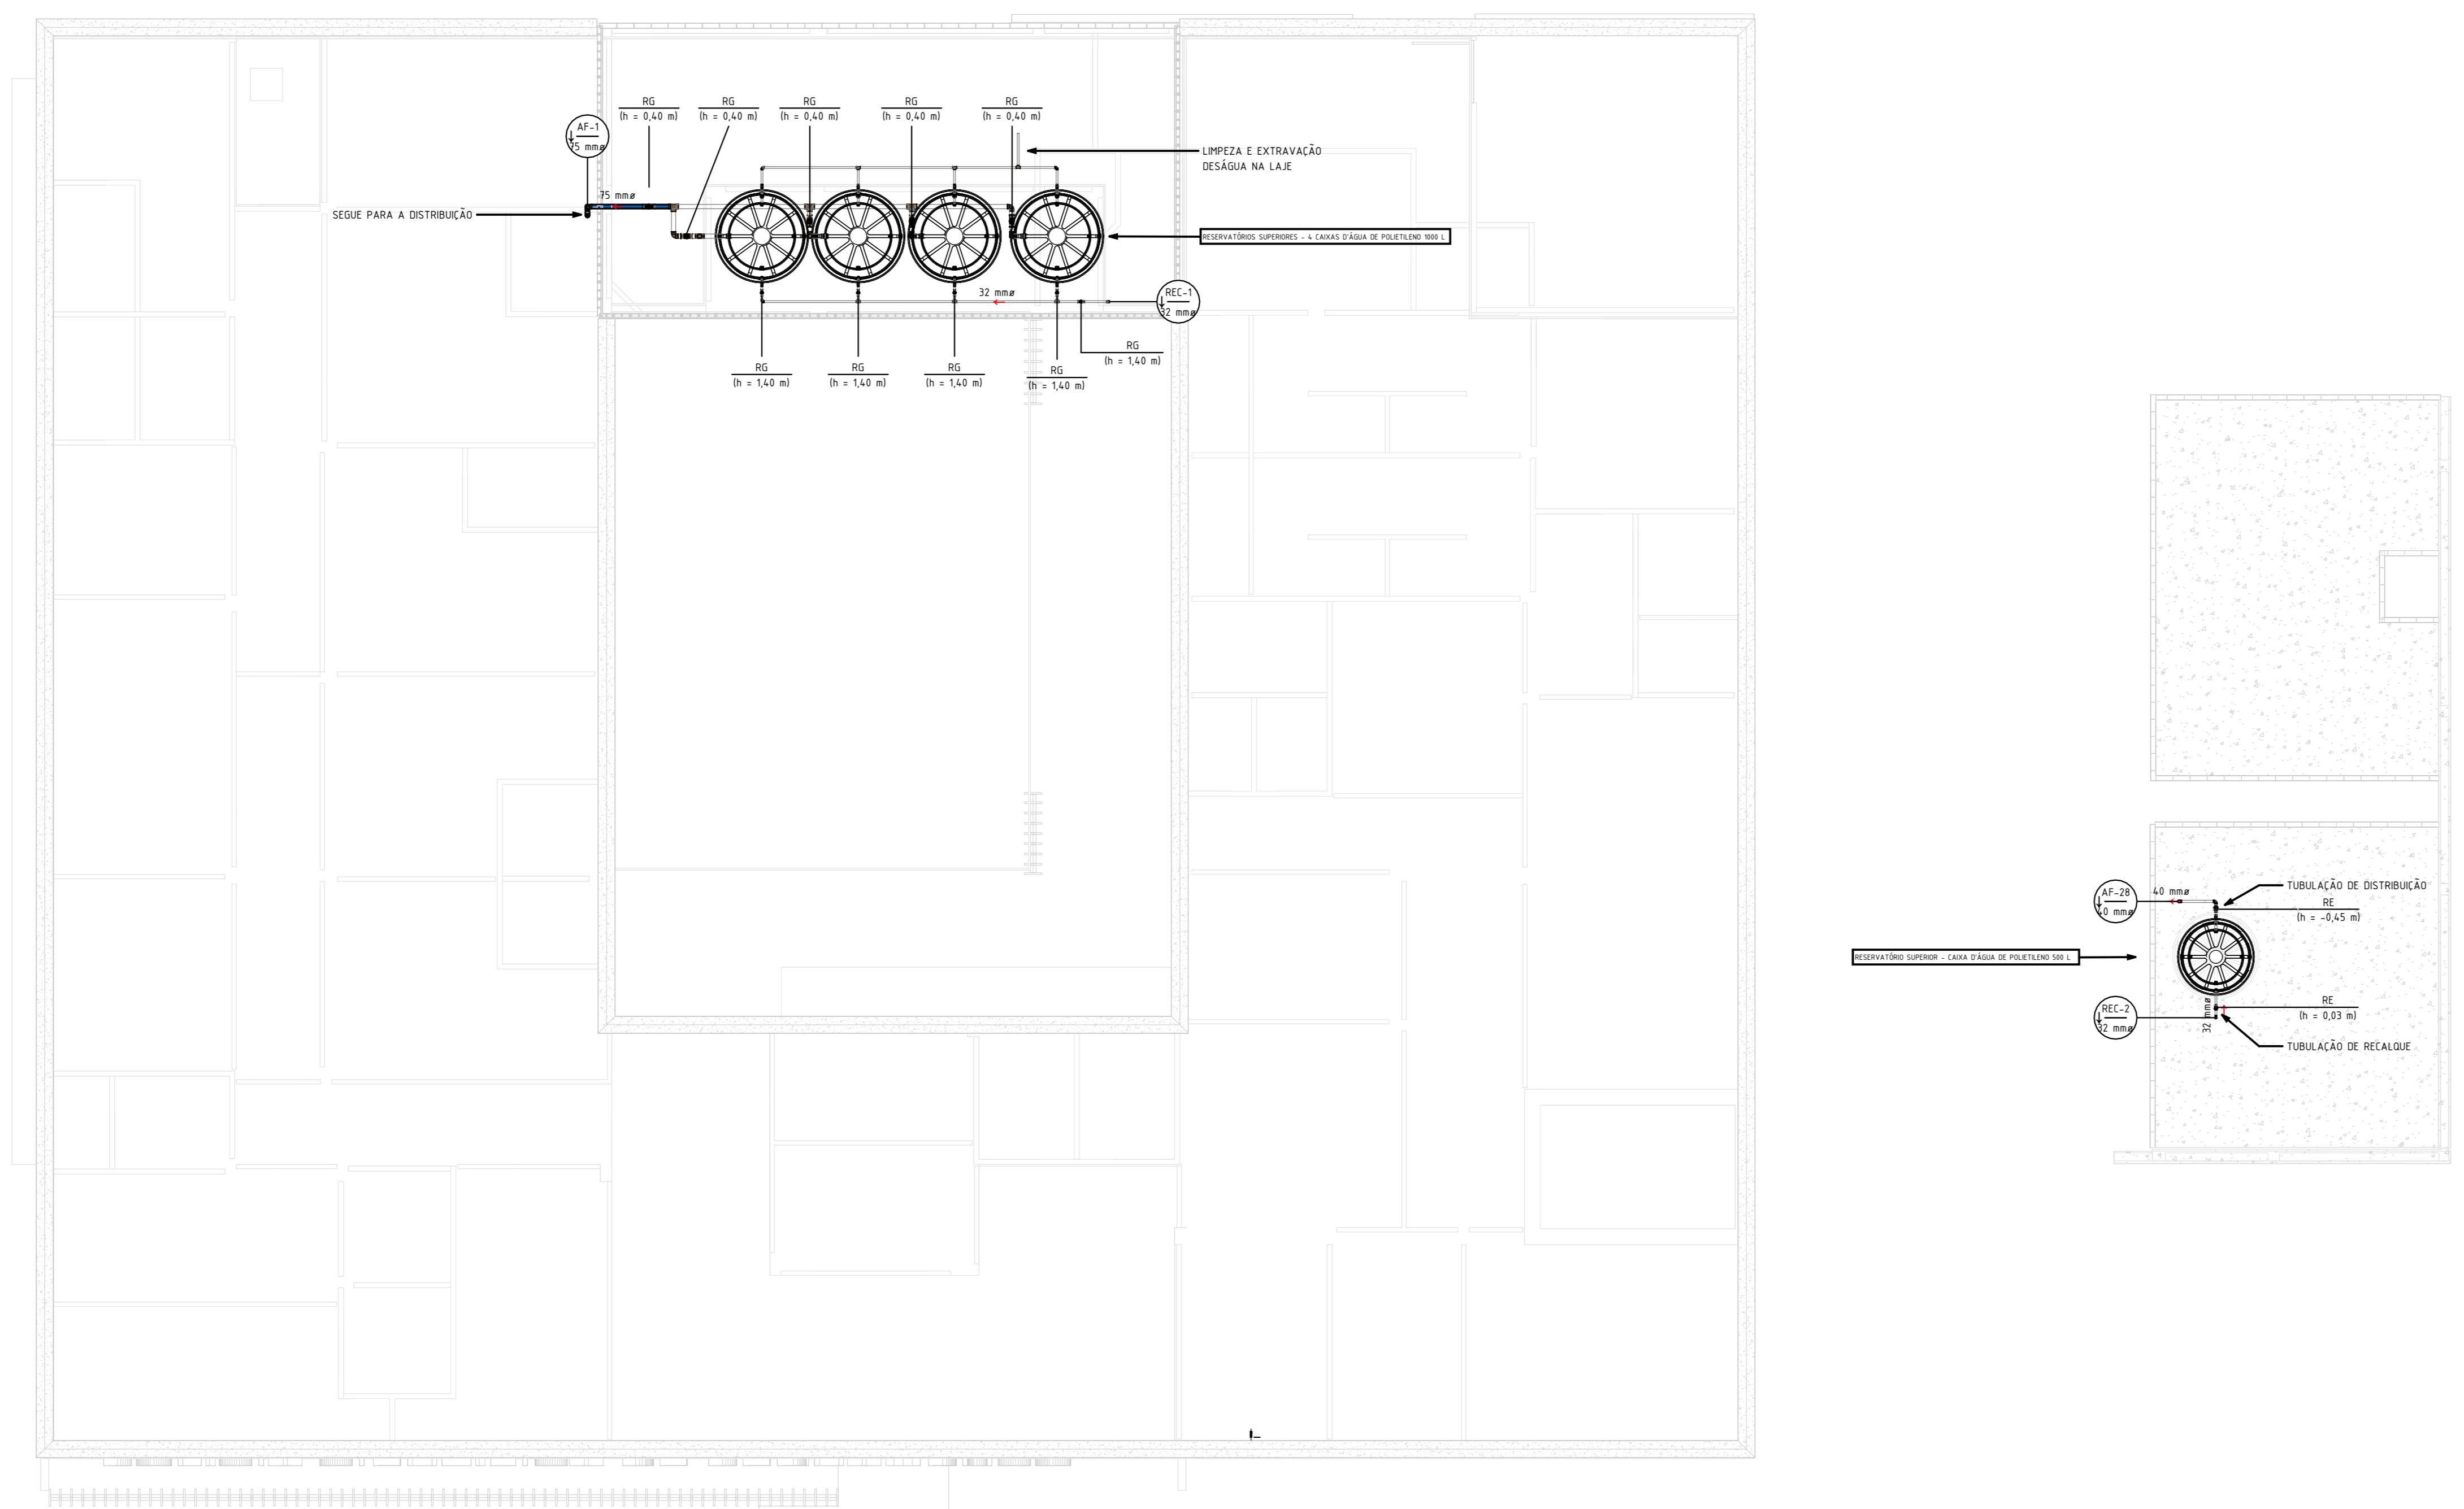 RG
(h = 0,40 m)
RG
(h = 0,40 m)
RG
(h = 0,40 m)
RG
(h = 0,40 m)
RG
(h = 0,40 m)
AF-1
75 mmø
LIMPEZA E EXTRAVAÇÃO
DESÁGUA NA LAJE
75 mmø
SEGUE PARA A DISTRIBUIÇÃO
RESERVATÓRIOS SUPERIORES - 4 CAIXAS D'ÁGUA DE POLIETILENO 1000 L
32 mmø
REC-1
32 mmø
RG
(h = 1,40 m)
RG
(h = 1,40 m)
RG
(h = 1,40 m)
RG
(h = 1,40 m)
RG
(h = 1,40 m)
AF-28
40 mmø
40 mmø
TUBULAÇÃO DE DISTRIBUIÇÃO
RE
(h = -0,45 m)
RESERVATÓRIO SUPERIOR - CAIXA D'ÁGUA DE POLIETILENO 500 L
REC-2
32 mmø
32 mmø
RE
(h = 0,03 m)
TUBULAÇÃO DE RECALQUE